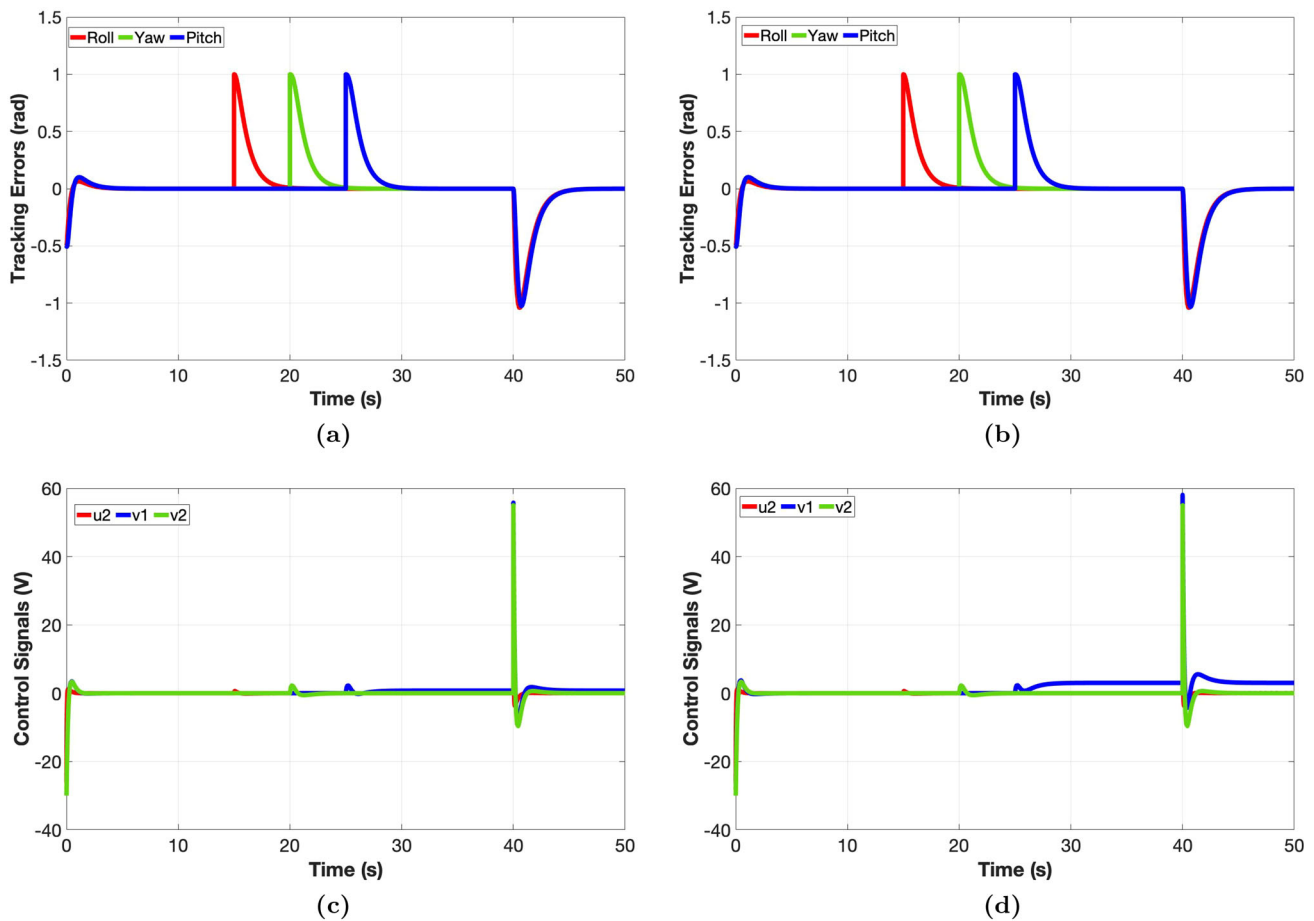 1.5
Roll Yaw Pitch
1
0.5
0
-0.5
-1
-1.5
Tracking Errors (rad)
0 10 20 30 40 50
Time (s)
(a)
1.5
Roll Yaw Pitch
1
0.5
0
-0.5
-1
-1.5
Tracking Errors (rad)
0 10 20 30 40 50
Time (s)
(b)
60
u2 v1 v2
40
20
0
-20
-40
Control Signals (V)
0 10 20 30 40 50
Time (s)
(c)
60
u2 v1 v2
40
20
0
-20
-40
Control Signals (V)
0 10 20 30 40 50
Time (s)
(d)